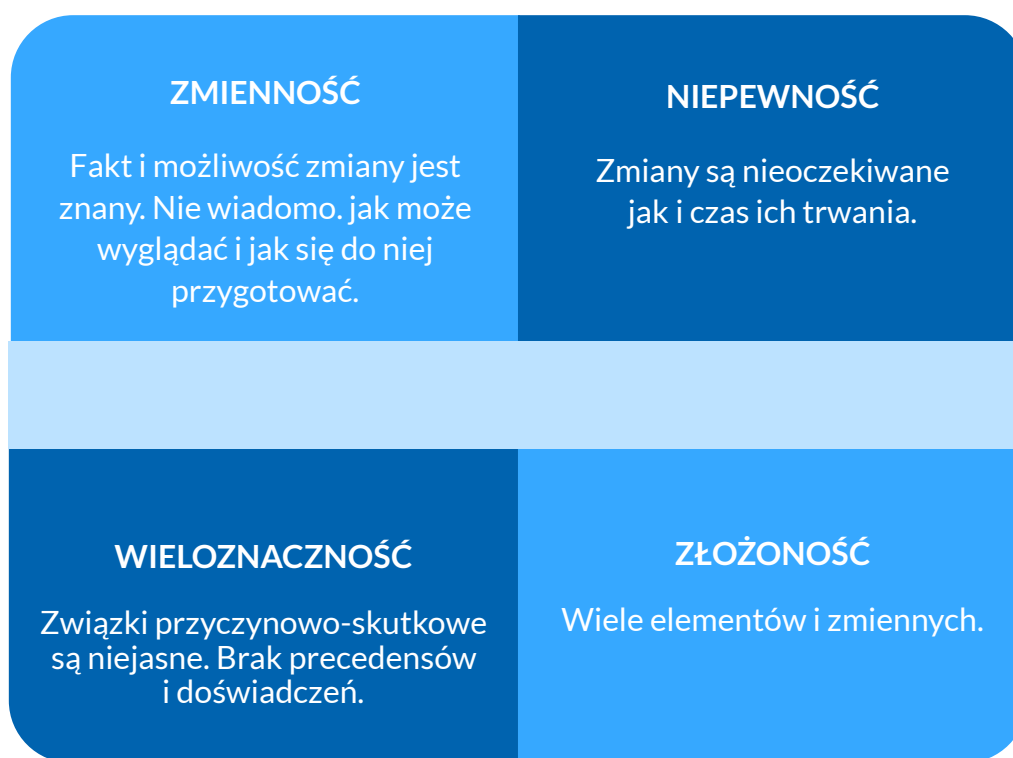 ZMIENNOŚĆ
Fakt i możliwość zmiany jest
znany. Nie wiadomo. jak może
wyglądać i jak się do niej
przygotować.
NIEPEWNOŚĆ
Zmiany są nieoczekiwane
jak i czas ich trwania.
WIELOZNACZNOŚĆ
Związki przyczynowo-skutkowe
są niejasne. Brak precedensów
i doświadczeń.
ZŁOŻONOŚĆ
Wiele elementów i zmiennych.